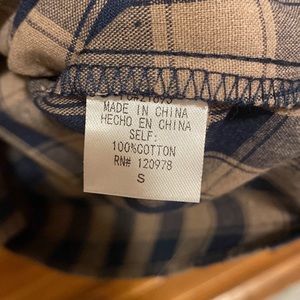 MADE IN CHINA
HECHO EN CHINA
SELF:
100%COTTON
RN# 120978
S